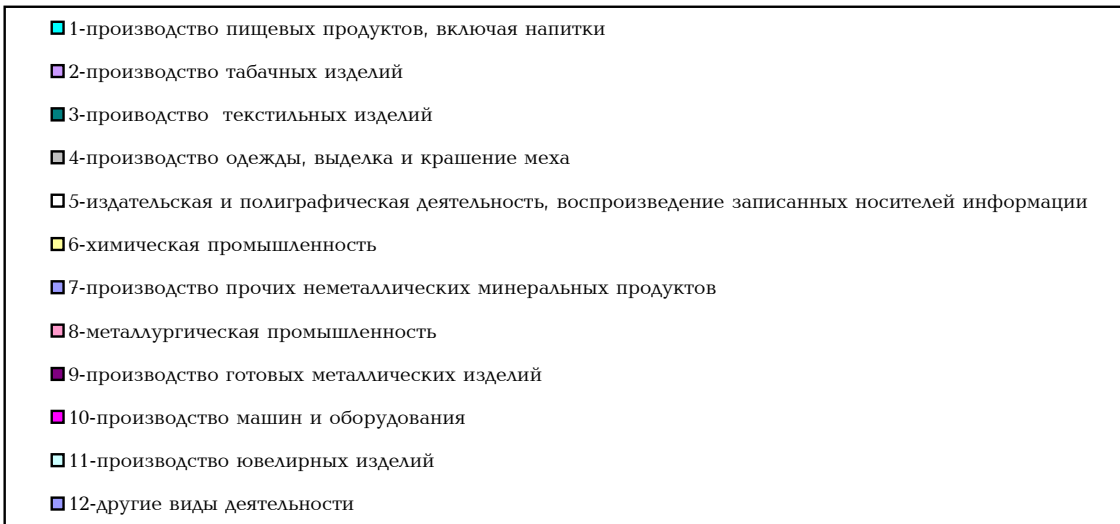 1-производство пищевых продуктов, включая напитки
2-производство табачных изделий
3-проиводство  текстильных изделий
4-производство одежды, выделка и крашение меха
5-издательская и полиграфическая деятельность, воспроизведение записанных носителей информации
6-химическая промышленность
7-производство прочих неметаллических минеральных продуктов
8-металлургическая промышленность
9-производство готовых металлических изделий
10-производство машин и оборудования
11-производство ювелирных изделий
12-другие виды деятельности